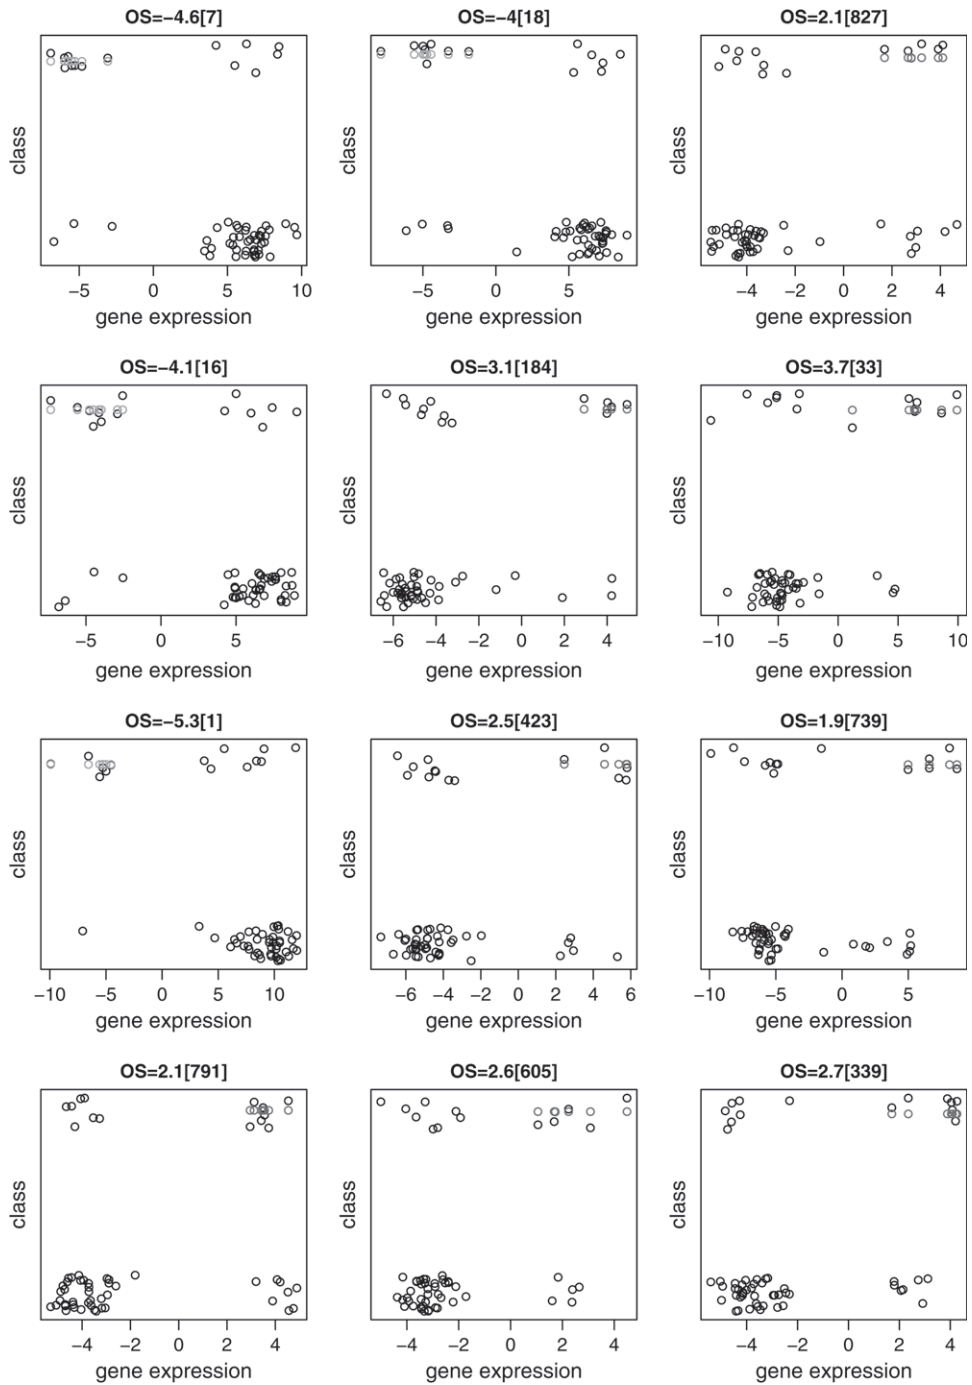 OS=−4.6[7]
OS=−4[18]
OS=2.1[827]
class
class
class
−5 0 5 10
−5 0 5
−4 −2 0 2 4
gene expression
gene expression
gene expression
OS=−4.1[16]
OS=3.1[184]
OS=3.7[33]
class
class
class
−5 0 5
−6 −4 −2 0 2 4
−10 −5 0 5 10
gene expression
gene expression
gene expression
OS=−5.3[1]
OS=2.5[423]
OS=1.9[739]
class
class
class
−10 −5 0 5 10
−6 −4 −2 0 2 4 6
−10 −5 0 5
gene expression
gene expression
gene expression
OS=2.1[791]
OS=2.6[605]
OS=2.7[339]
class
class
class
−4 −2 0 2 4
−4 −2 0 2 4
−4 −2 0 2 4
gene expression
gene expression
gene expression